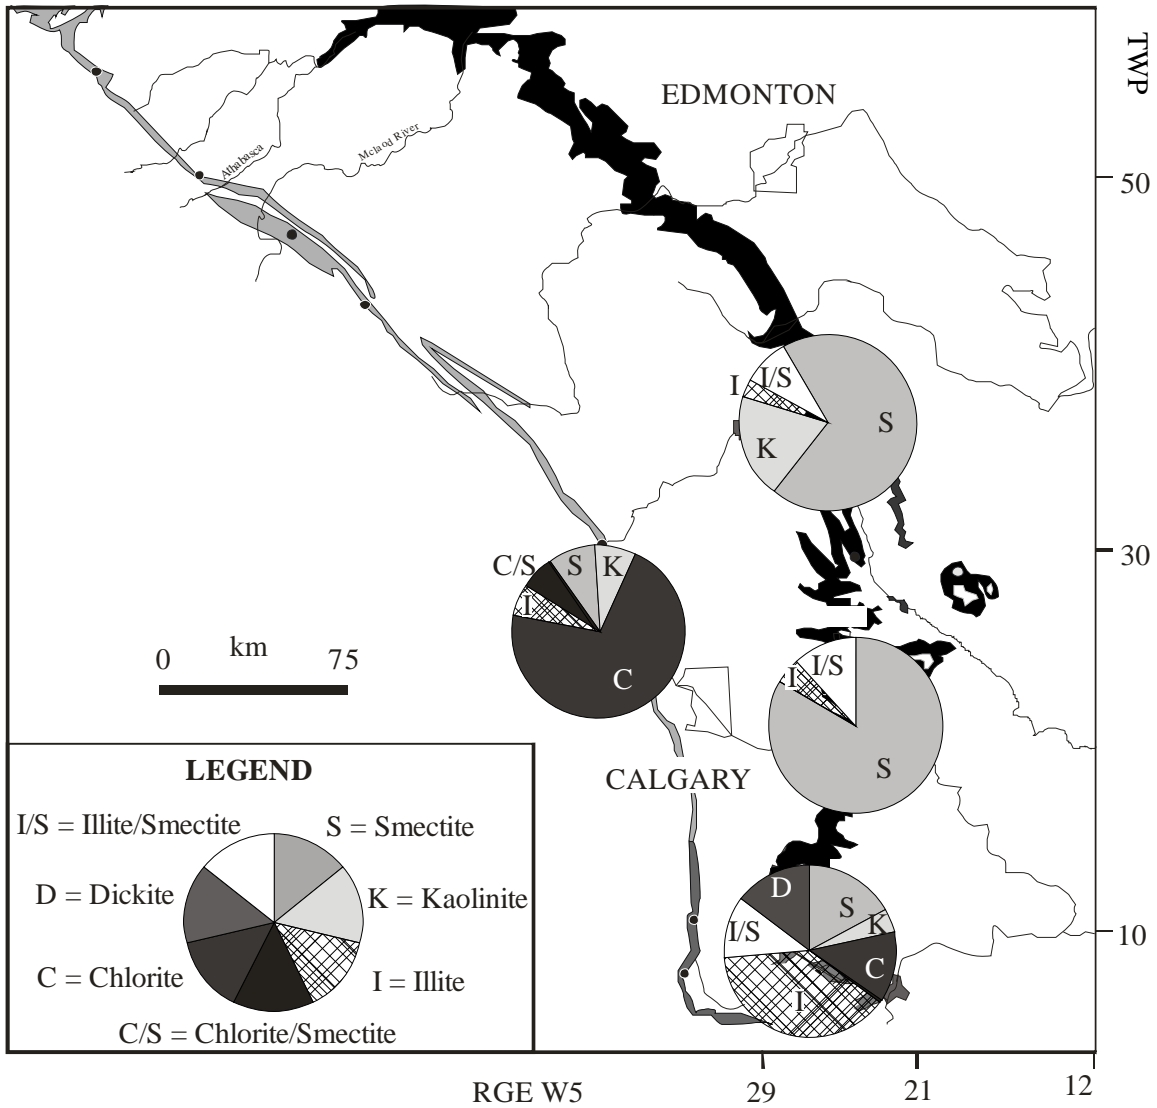 TWP
EDMONTON
Mcleod River
Athabasca
50
I/S
I
S
K
30
C/S
S
K
I
C
km
0 75
I/S
I
S
CALGARY
LEGEND
I/S = Illite/Smectite
S = Smectite
D = Dickite
K = Kaolinite
C = Chlorite
I = Illite
C/S = Chlorite/Smectite
D
S
K
I/S
C
I
10
RGE W5
29
21
12